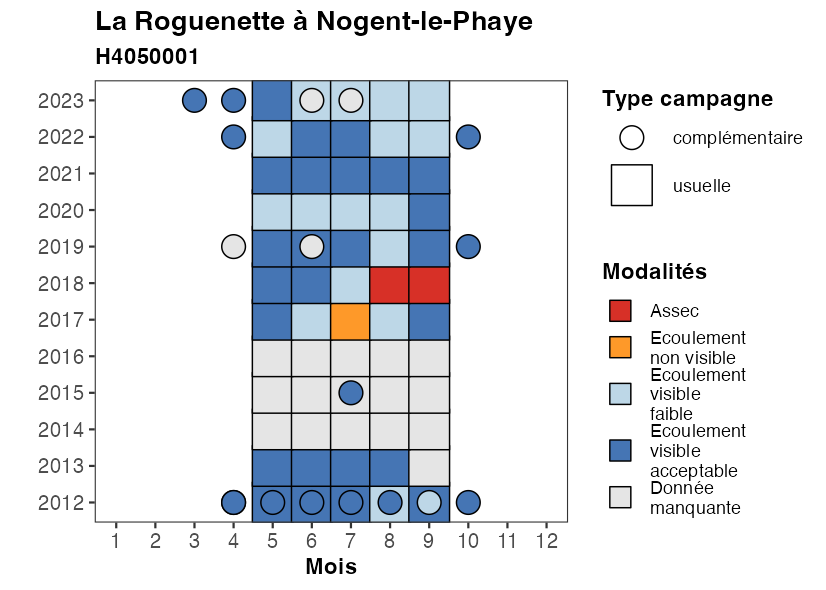 La Roguenette à Nogent-le-Phaye
H4050001
2023
2022
2021
2020
2019
2018
2017
2016
2015
2014
2013
2012
1 2 3 4 5 6 7 8 9 10 11 12
Mois
Type campagne
complémentaire
usuelle
Modalités
Assec
Ecoulement
non visible
Ecoulement
visible
faible
Ecoulement
visible
acceptable
Donnée
manquante